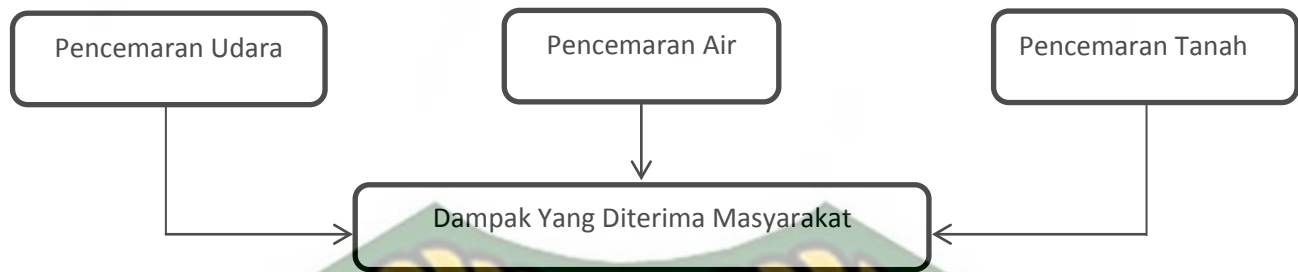 Pencemaran Udara
Pencemaran Air
Pencemaran Tanah
Dampak Yang Diterima Masyarakat